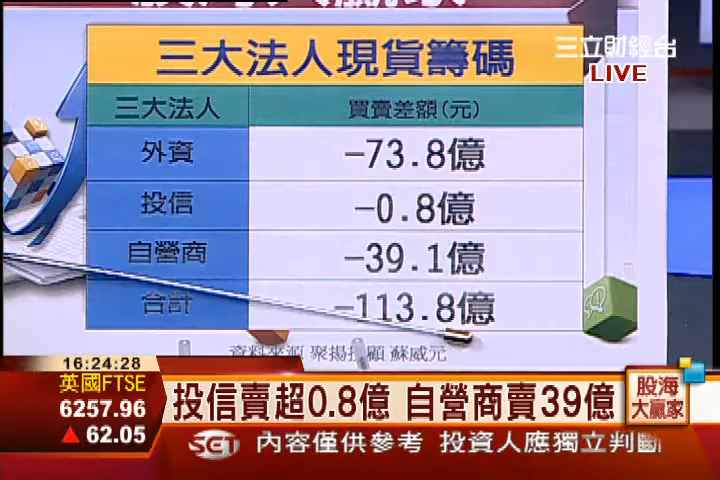 三立財經台
LIVE
三大法人現貨籌碼
三大法人 買賣差額(元)
外資 -73.8億
投信 -0.8億
自營商 -39.1億
合計 -113.8億
資料來源 聚揚投顧 蘇威元
16:24:28
英國FTSE
6257.96
▲ 62.05
投信賣超0.8億 自營商賣39億
股海
大贏家
SET 內容僅供參考 投資人應獨立判斷